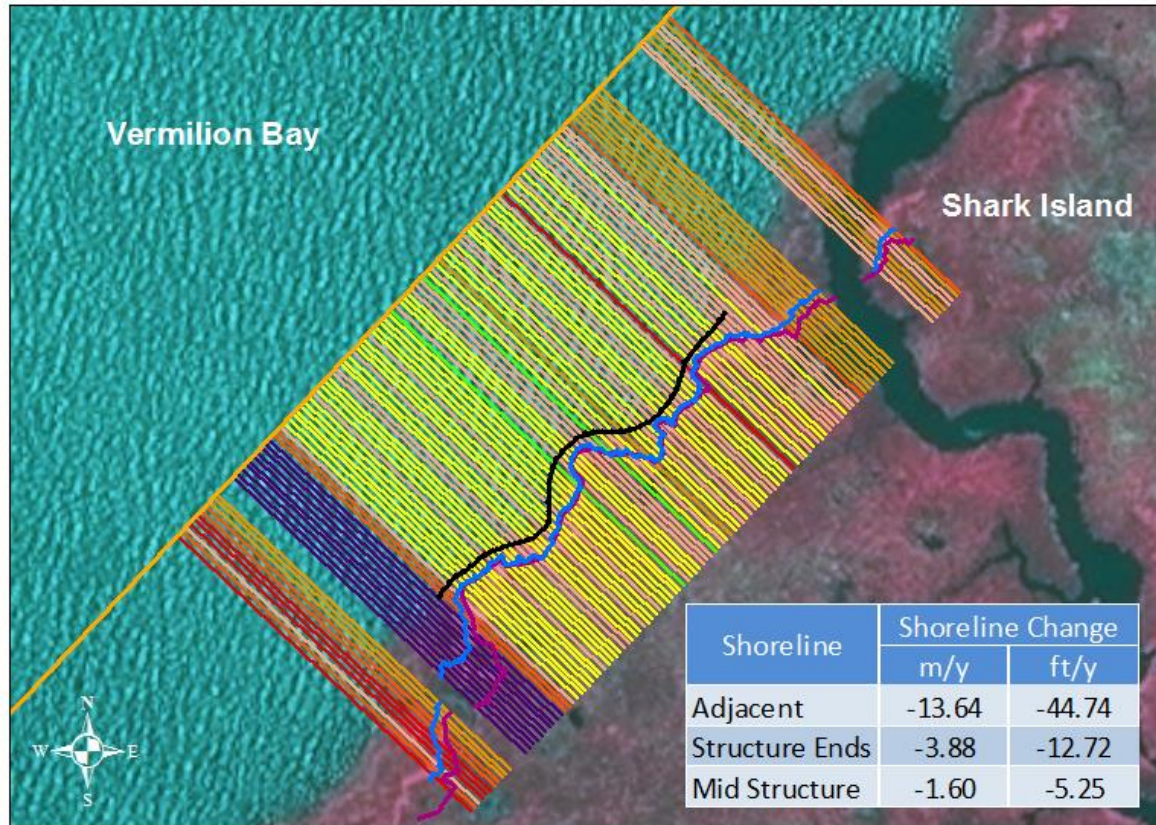 Vermilion Bay
Shark Island
Shoreline
Shoreline Change
m/y
ft/y
Adjacent
-13.64
-44.74
Structure Ends
-3.88
-12.72
Mid Structure
-1.60
-5.25
N
W
E
S